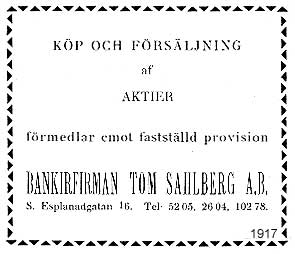 KÖP OCH FÖRSÄLJNING
af
AKTIER
förmedlar emot fastställd provision
BANKIRFIRMAN TOM SAHLBERG A.B.
S. Esplanadgatan 16. Tel. 52 05, 26 04, 102 78.
1917